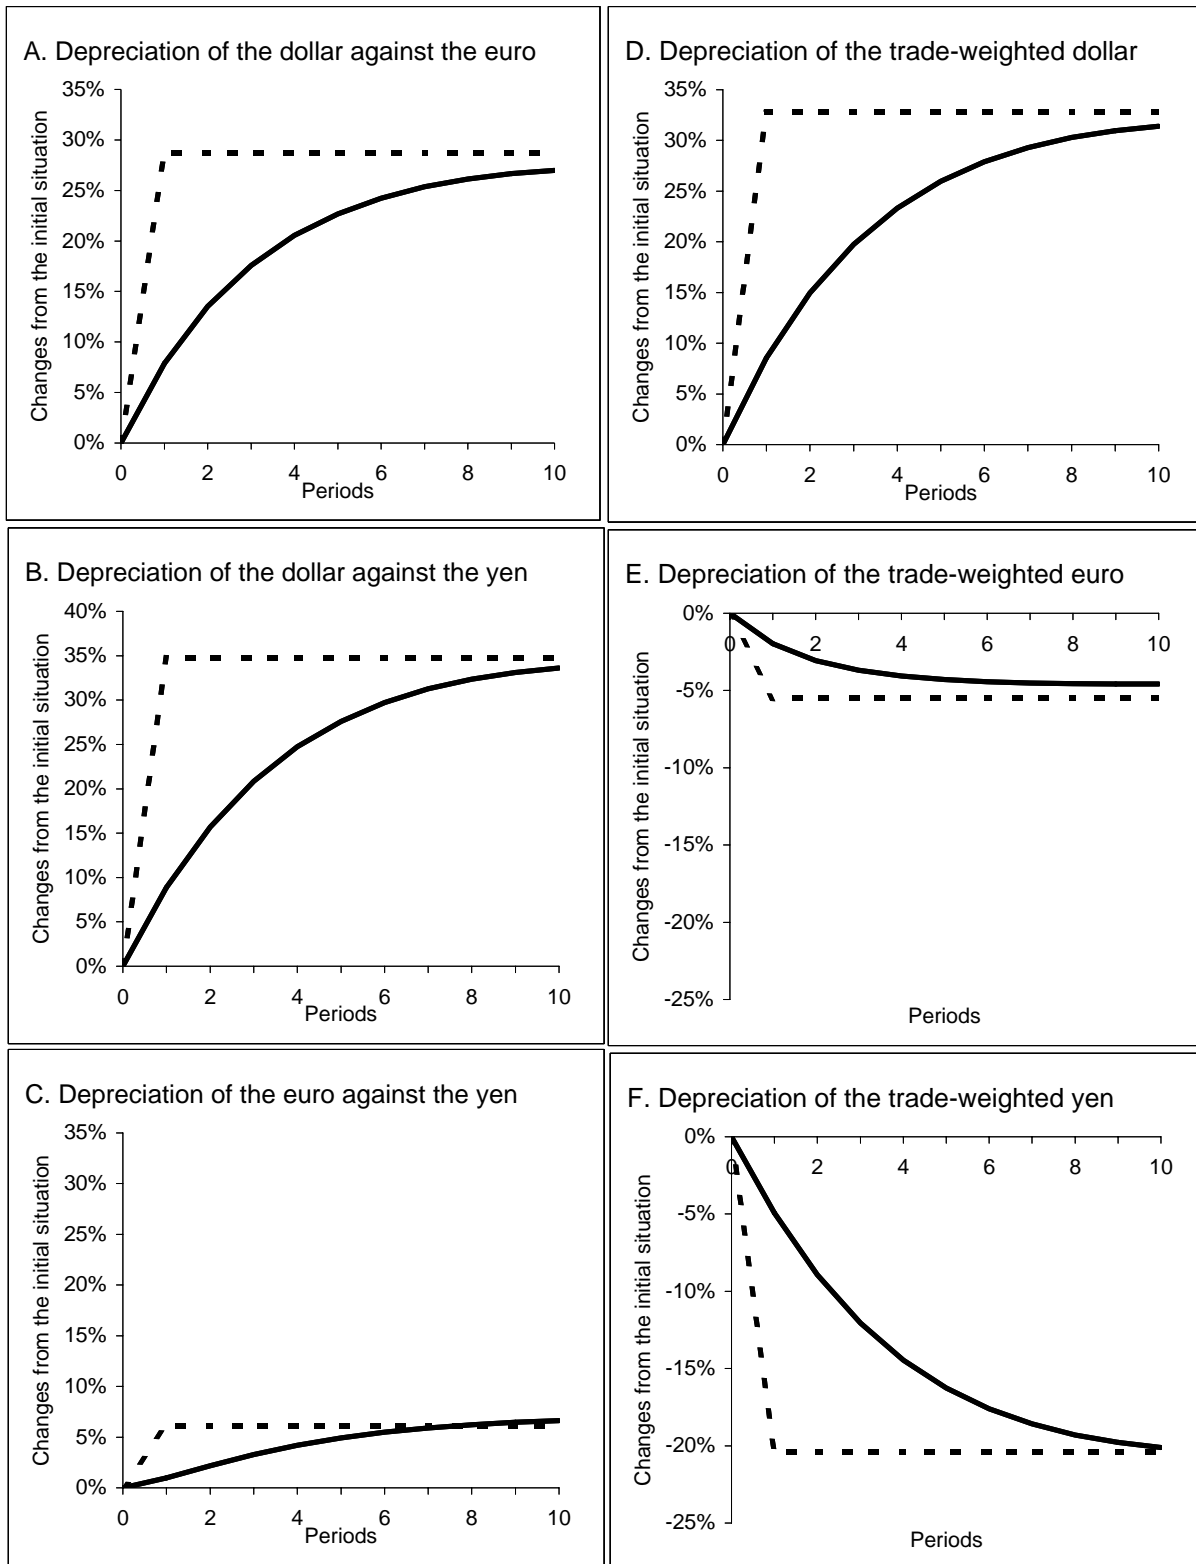 A. Depreciation of the dollar against the euro
Changes from the initial situation
35%
30%
25%
20%
15%
10%
5%
0%
0 2 4 6 8 10
Periods
D. Depreciation of the trade-weighted dollar
Changes from the initial situation
35%
30%
25%
20%
15%
10%
5%
0%
0 2 4 6 8 10
Periods
B. Depreciation of the dollar against the yen
Changes from the initial situation
40%
35%
30%
25%
20%
15%
10%
5%
0%
0 2 4 6 8 10
Periods
E. Depreciation of the trade-weighted euro
Changes from the initial situation
0%
0 2 4 6 8 10
-5%
-10%
-15%
-20%
-25%
Periods
C. Depreciation of the euro against the yen
Changes from the initial situation
35%
30%
25%
20%
15%
10%
5%
0%
0 2 4 6 8 10
Periods
F. Depreciation of the trade-weighted yen
Changes from the initial situation
0%
0 2 4 6 8 10
-5%
-10%
-15%
-20%
-25%
Periods